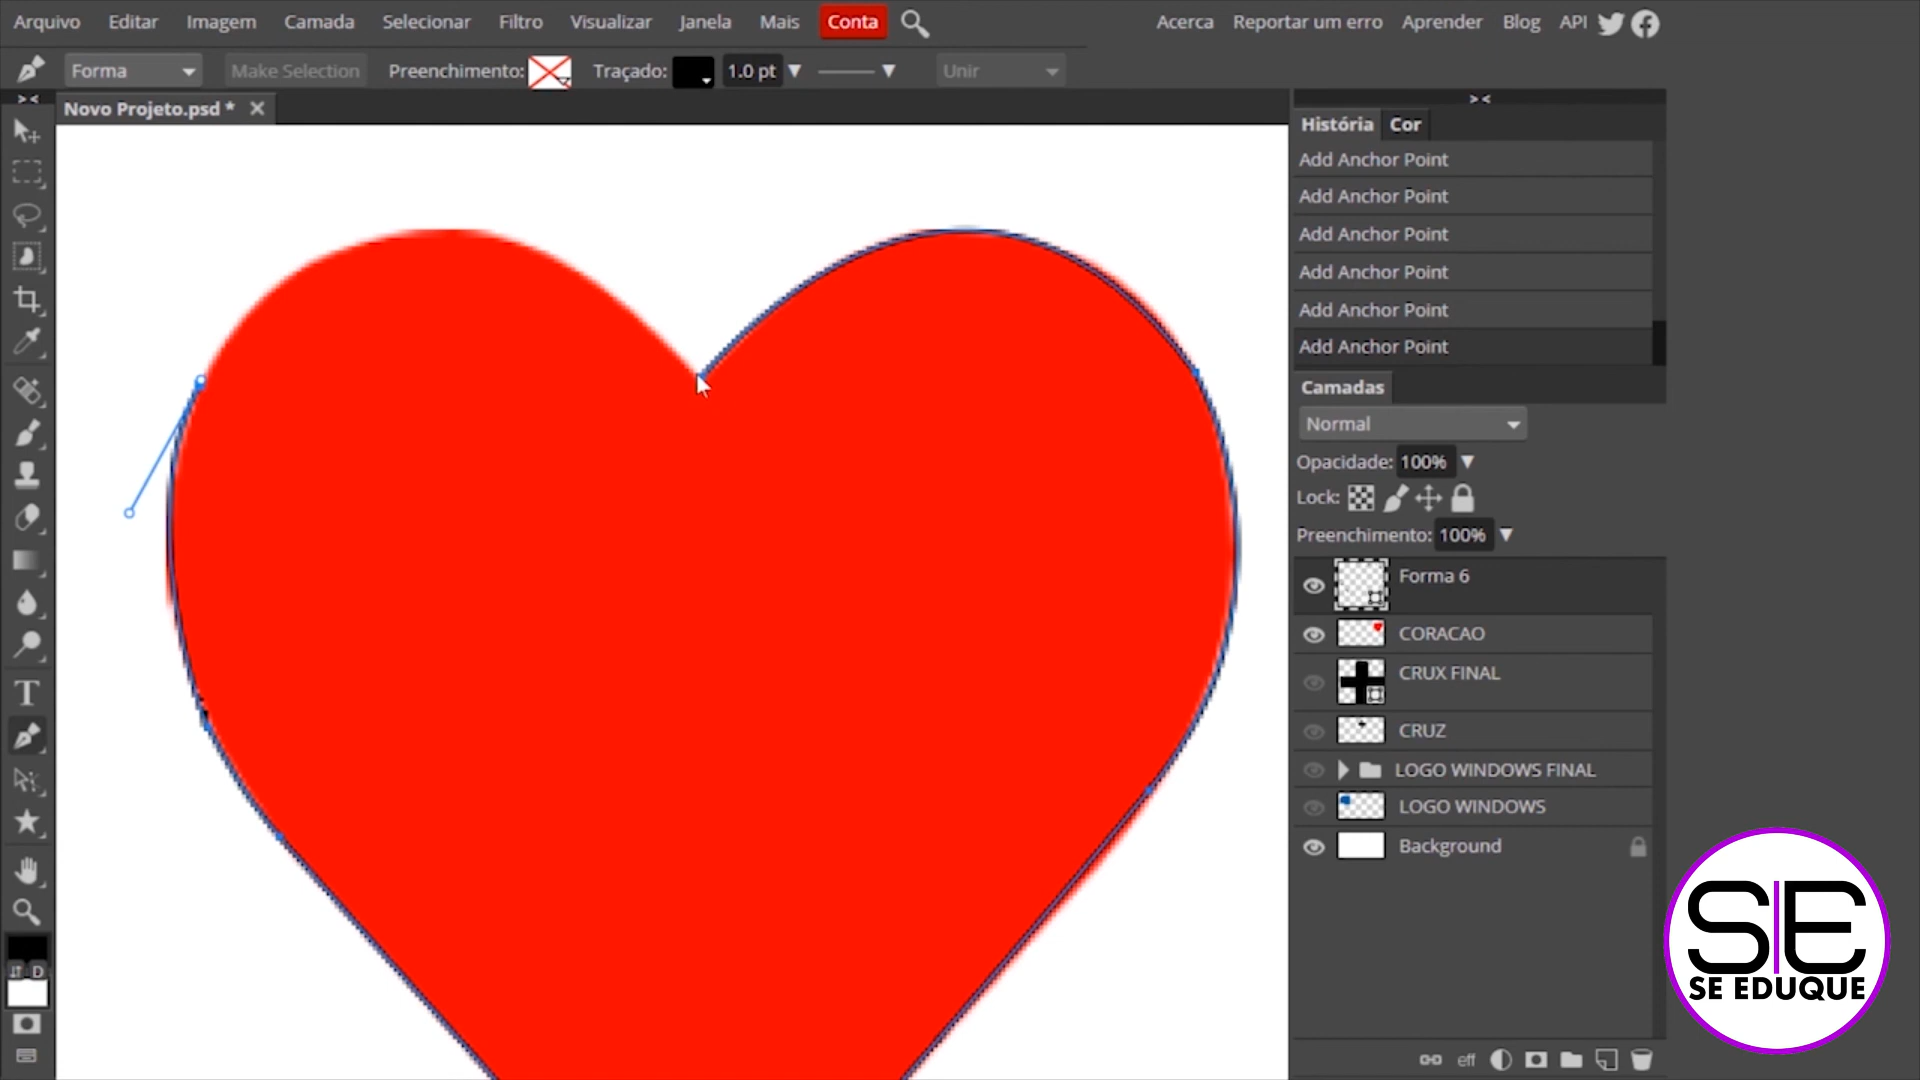 Arquivo Editar Imagem Camada Selecionar Filtro Visualizar Janela Mais Conta Acerca Reportar um erro Aprender Blog API
Forma Make Selection Preenchimento: Traçado: 1.0 pt Unir
Novo Projeto.psd *
História Cor
Add Anchor Point
Add Anchor Point
Add Anchor Point
Add Anchor Point
Add Anchor Point
Add Anchor Point
Camadas
Normal
Opacidade: 100%
Lock:
Preenchimento: 100%
Forma 6
CORACAO
CRUX FINAL
CRUZ
LOGO WINDOWS FINAL
LOGO WINDOWS
Background
D
eff
SE
SE EDUQUE